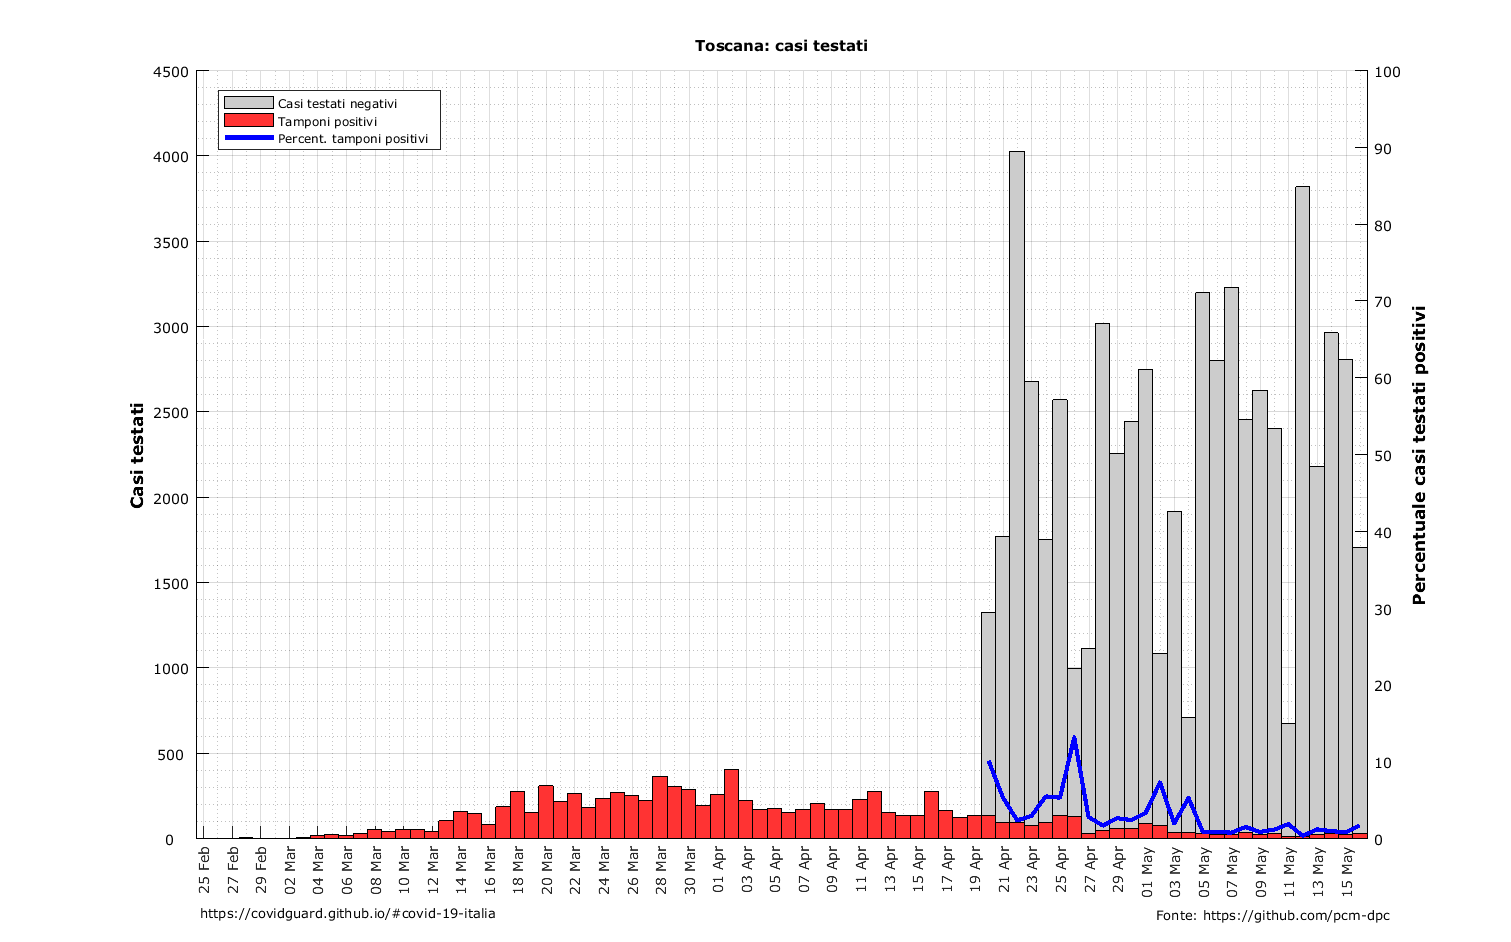 Toscana: casi testati
Casi testati negativi
Tamponi positivi
Percent. tamponi positivi
Casi testati
4500
4000
3500
3000
2500
2000
1500
1000
500
0
100
90
80
70
60
50
40
30
20
10
0
Percentuale casi testati positivi
25 Feb
27 Feb
29 Feb
02 Mar
04 Mar
06 Mar
08 Mar
10 Mar
12 Mar
14 Mar
16 Mar
18 Mar
20 Mar
22 Mar
24 Mar
26 Mar
28 Mar
30 Mar
01 Apr
03 Apr
05 Apr
07 Apr
09 Apr
11 Apr
13 Apr
15 Apr
17 Apr
19 Apr
21 Apr
23 Apr
25 Apr
27 Apr
29 Apr
01 May
03 May
05 May
07 May
09 May
11 May
13 May
15 May
https://covidguard.github.io/#covid-19-italia
Fonte: https://github.com/pcm-dpc